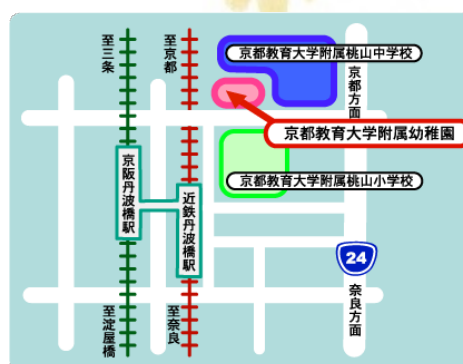 至三条
至京都
京都教育大学附属桃山中学校
京都方面
京都教育大学附属幼稚園
京都教育大学附属桃山小学校
京阪丹波橋駅
近鉄丹波橋駅
24
奈良方面
至淀屋橋
至奈良